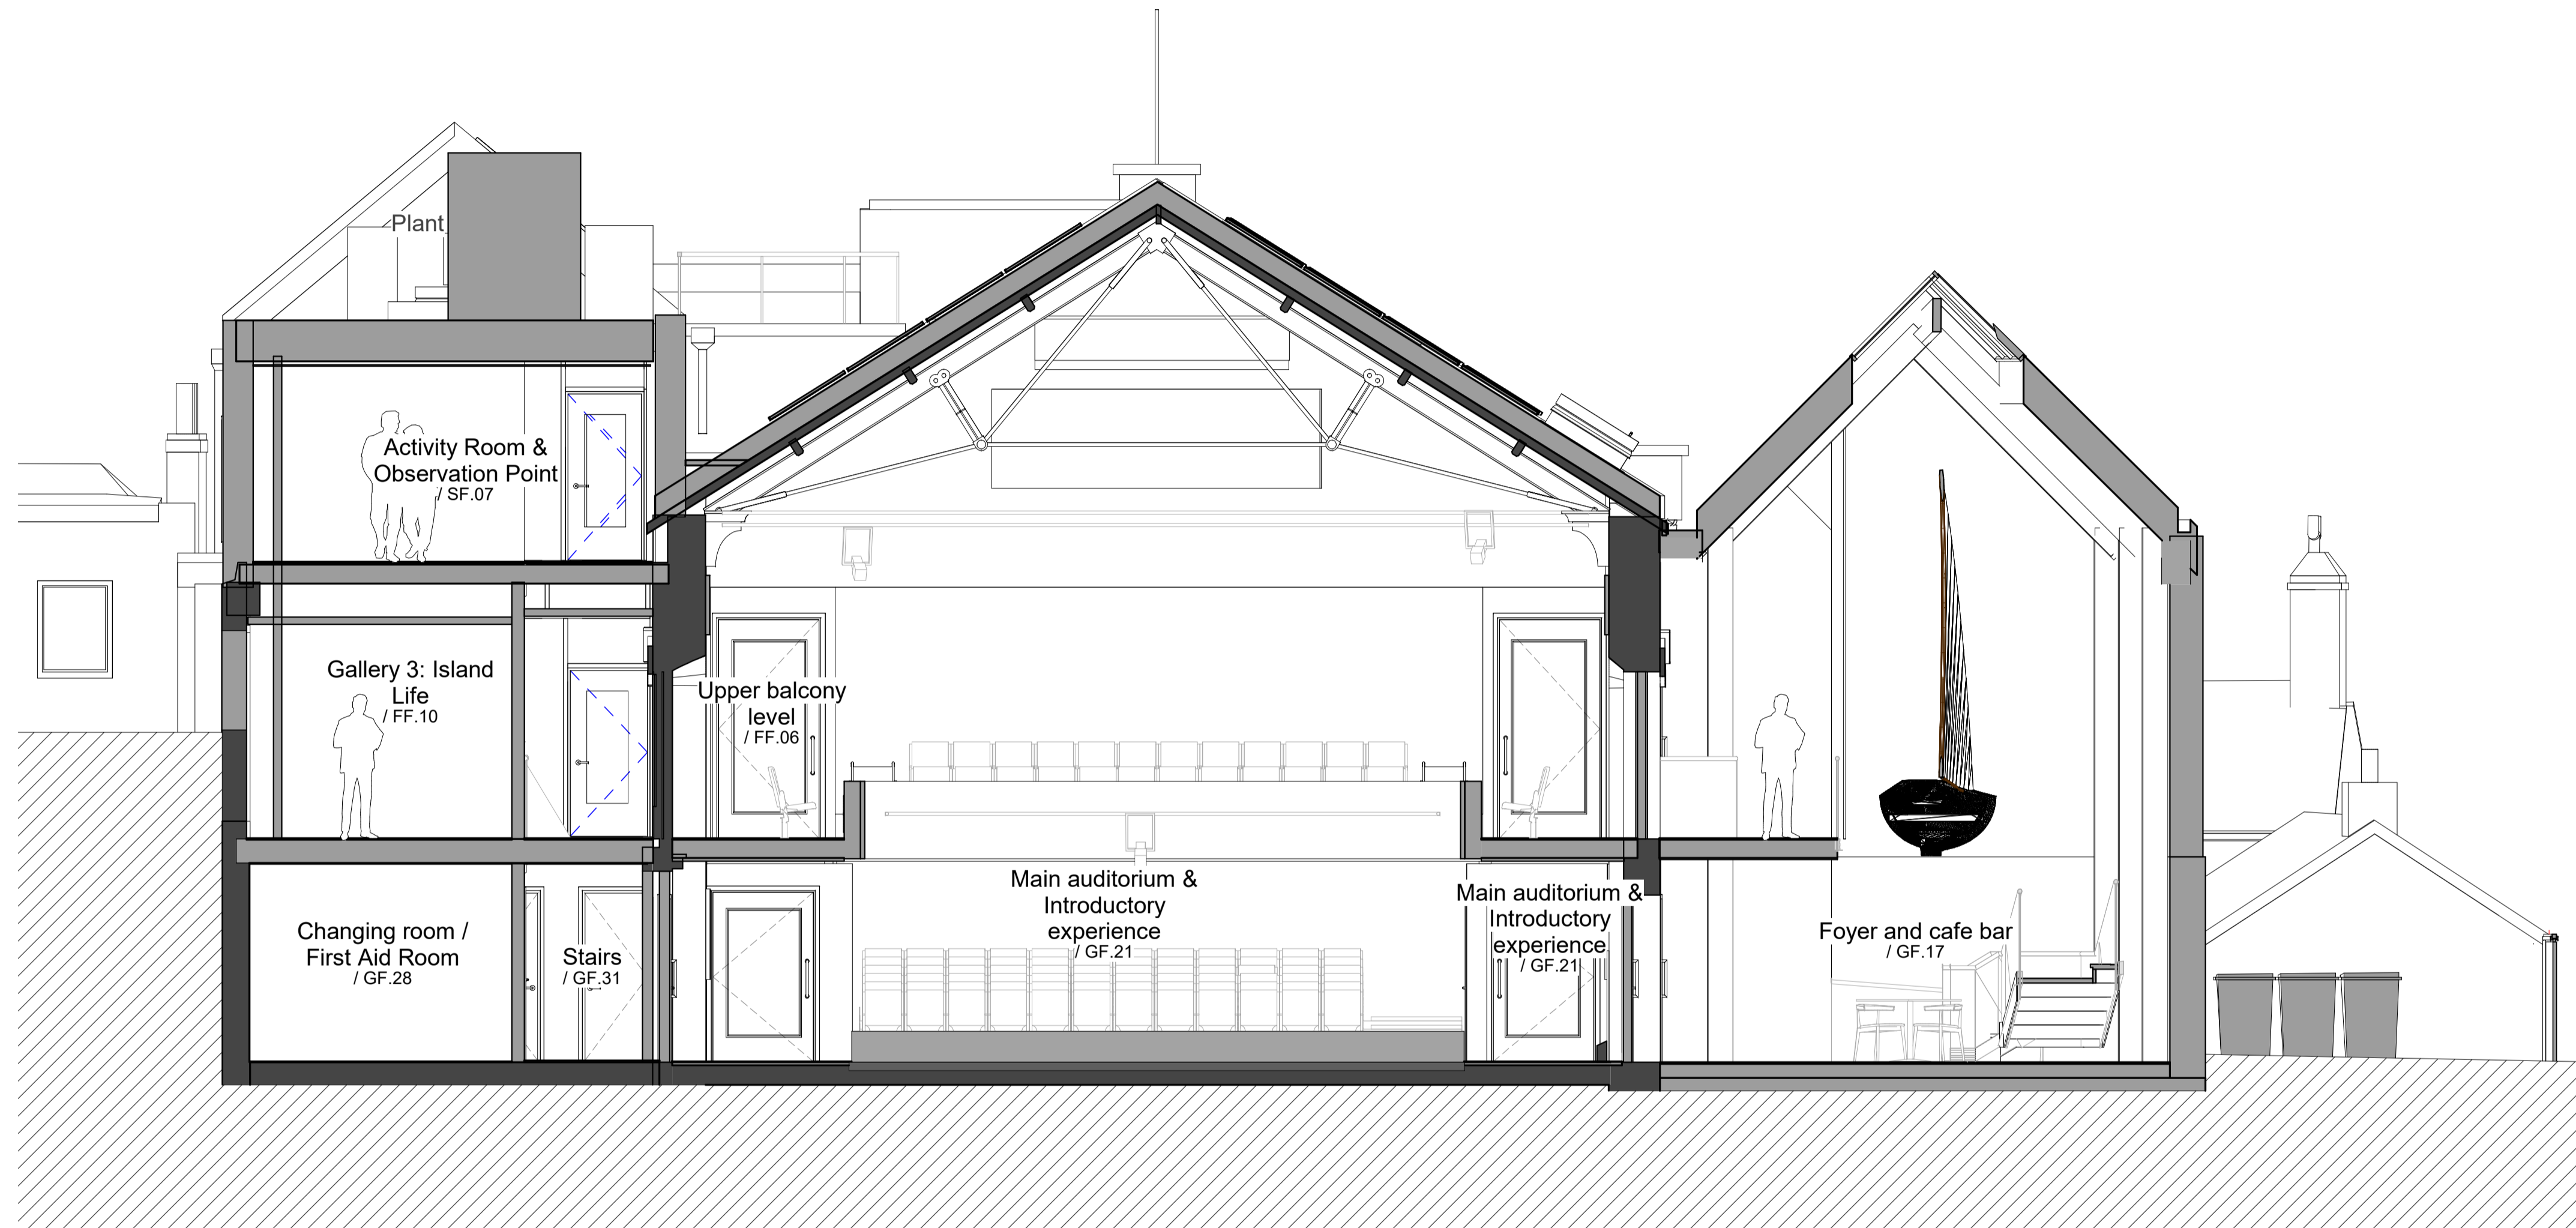 Plant
Activity Room &
Observation Point
/ SF.07
Gallery 3: Island
Life
/ FF.10
Upper balcony
level
/ FF.06
Changing room /
First Aid Room
/ GF.28
Stairs
/ GF.31
Main auditorium &
Introductory
experience
/ GF.21
Main auditorium &
Introductory
experience
/ GF.21
Foyer and cafe bar
/ GF.17